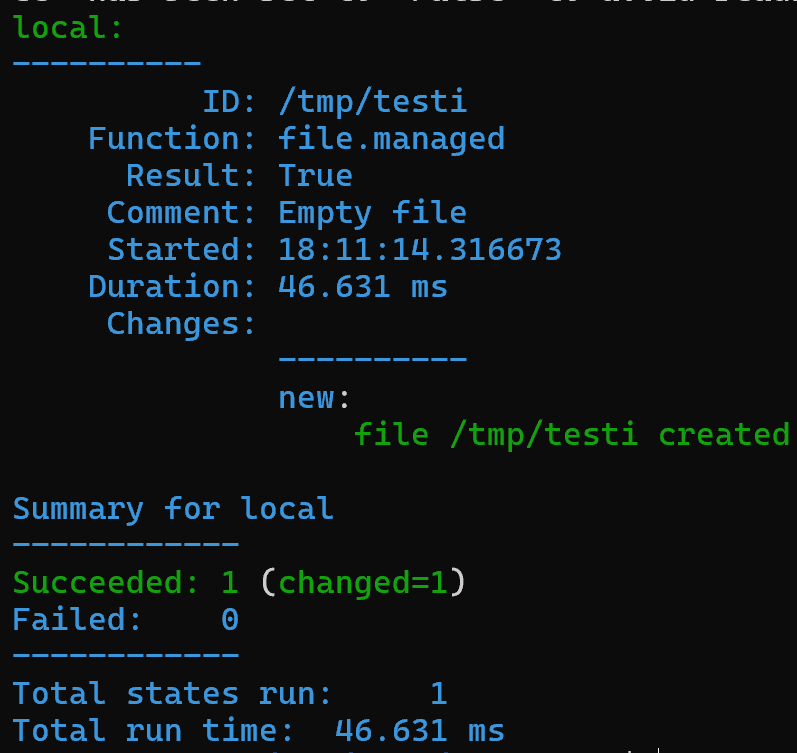 local:
----------
          ID: /tmp/testi
    Function: file.managed
      Result: True
     Comment: Empty file
     Started: 18:11:14.316673
    Duration: 46.631 ms
     Changes:
              ----------
              new:
                  file /tmp/testi created

Summary for local
------------
Succeeded: 1 (changed=1)
Failed:    0
------------
Total states run:     1
Total run time:  46.631 ms